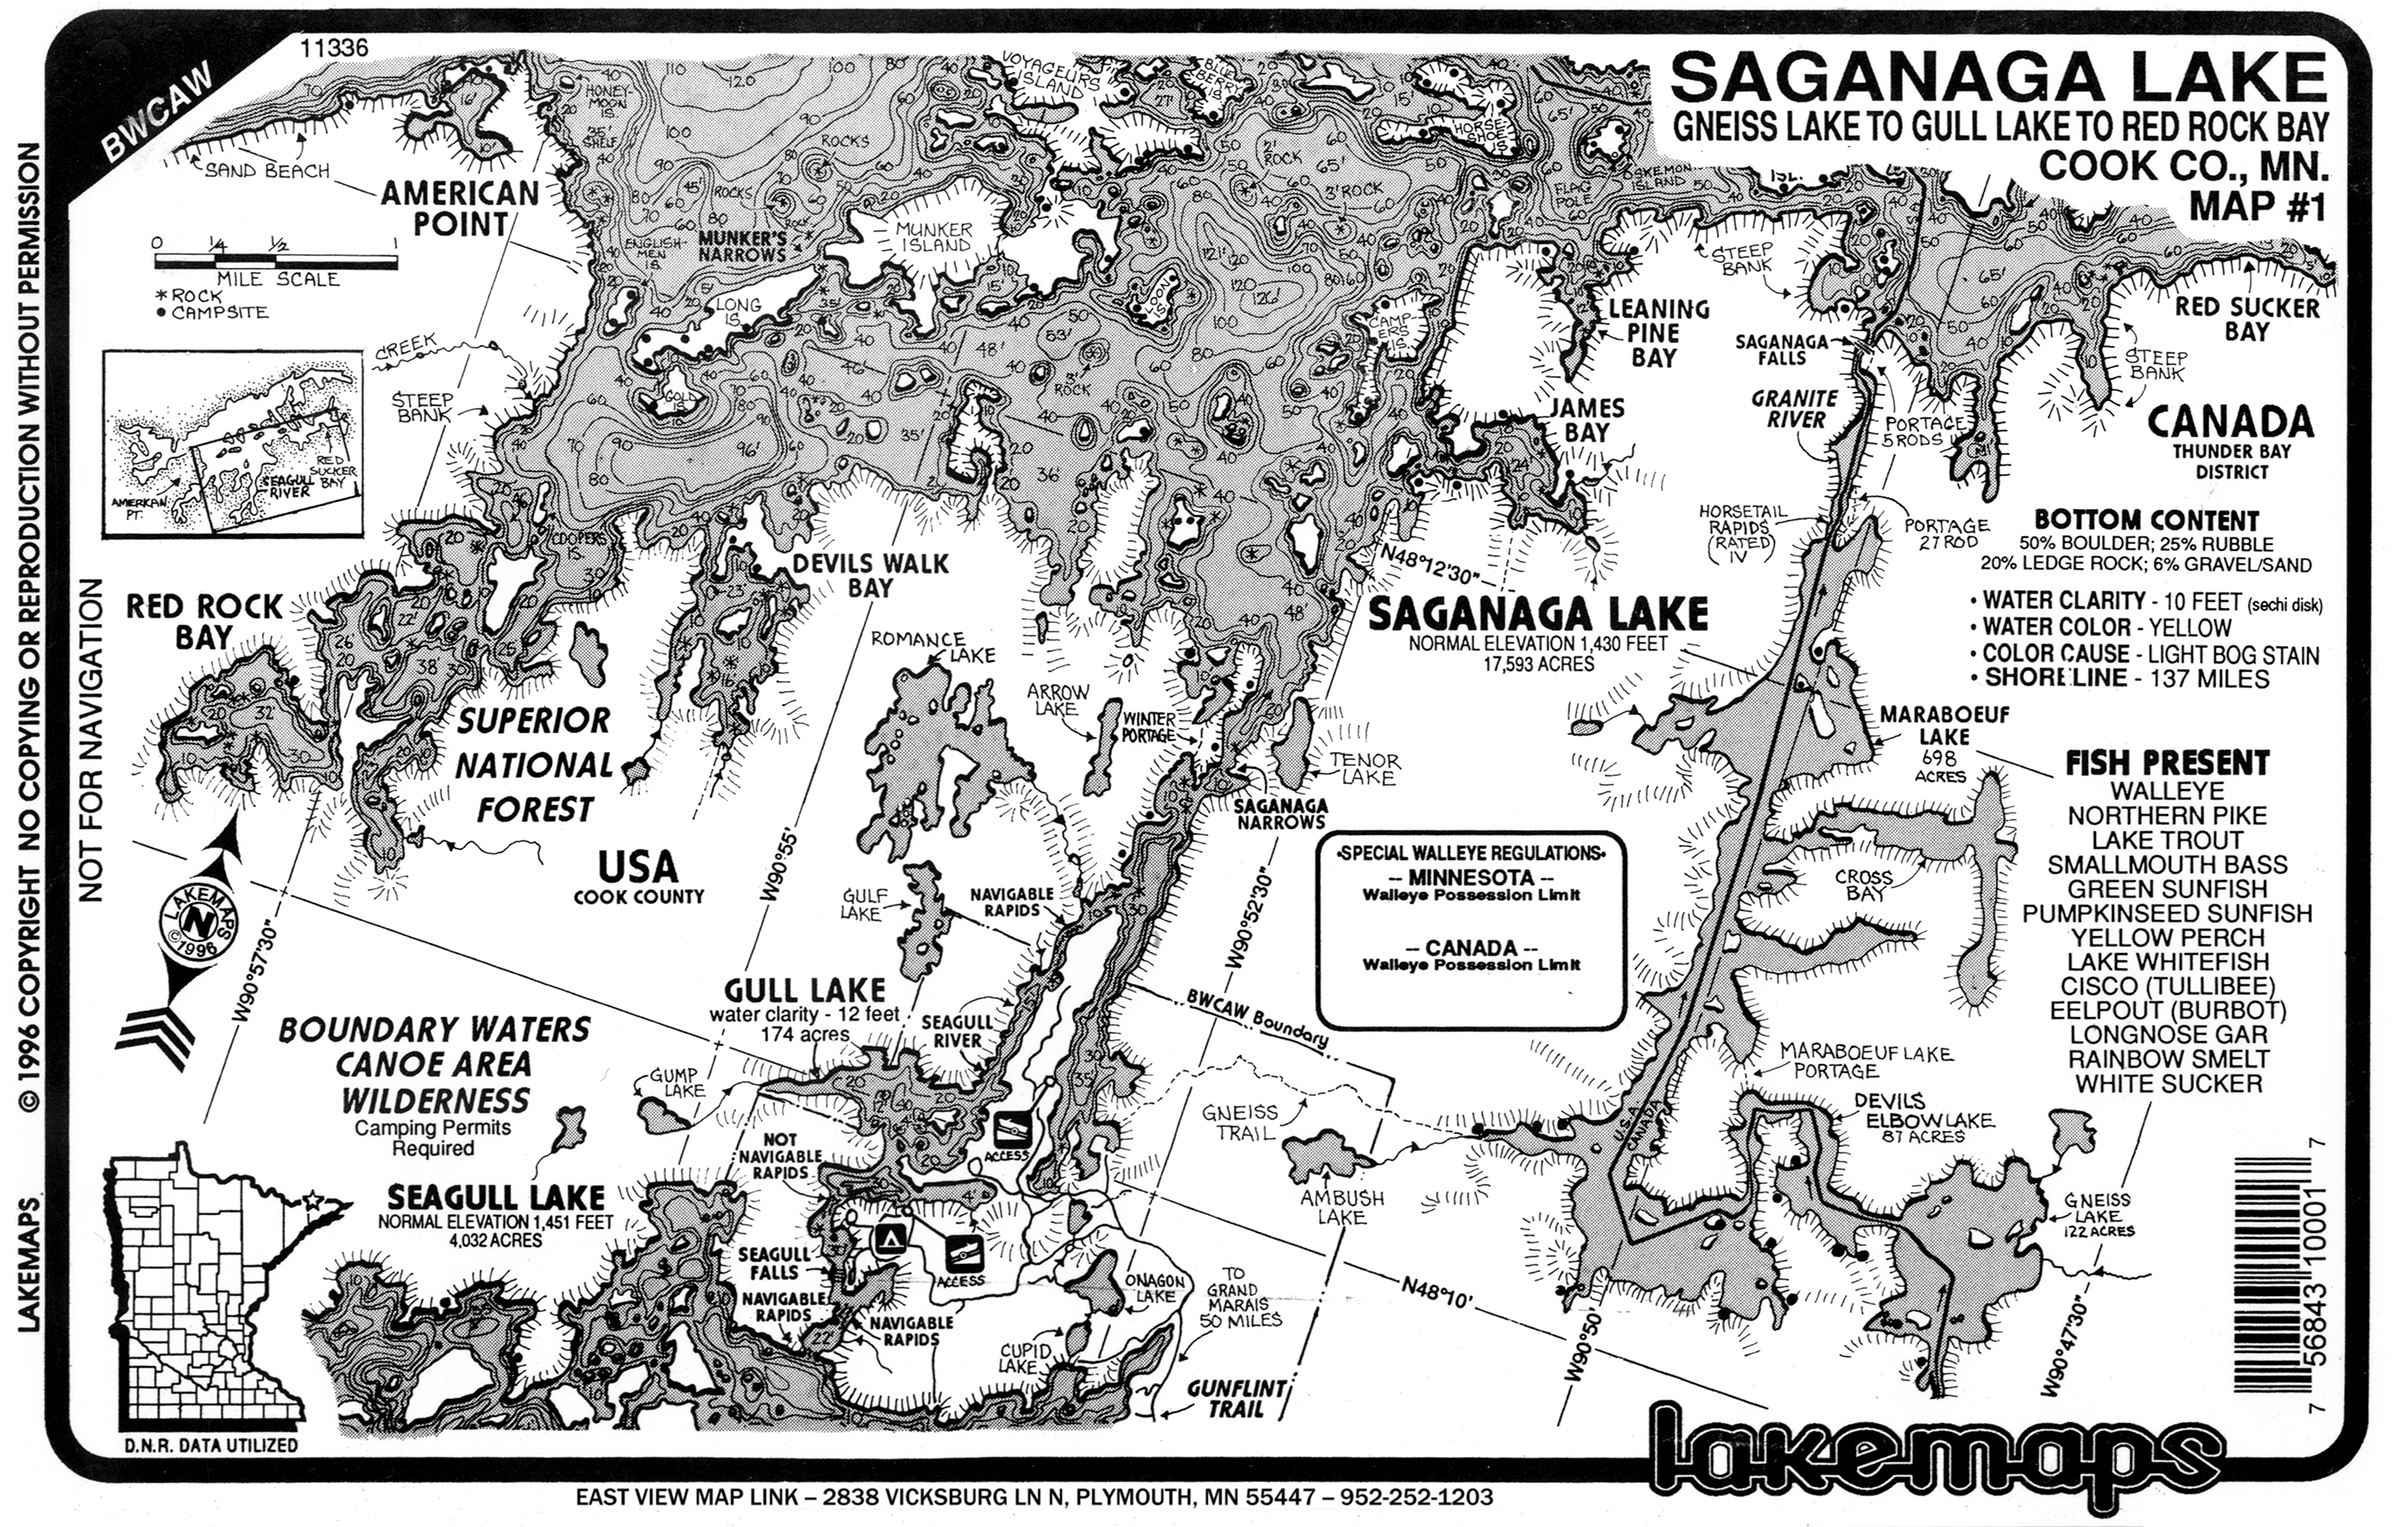 11336
BWCAW
SAGANAGA LAKE
GNEISS LAKE TO GULL LAKE TO RED ROCK BAY
COOK CO., MN.
MAP #1
© 1996 COPYRIGHT NO COPYING OR REPRODUCTION WITHOUT PERMISSION
LAKEMAPS
NOT FOR NAVIGATION
SAND BEACH
AMERICAN
POINT
0 1/4 1/2 1
MILE SCALE
* ROCK
● CAMPSITE
HONEY-
MOON
IS.
35'
SHELF
ROCKS
ROCKS
ROCK
MUNKER'S
NARROWS
ENGLISH-
MEN
IS.
MUNKER
ISLAND
VOYAGEURS
ISLAND
BLUE
BERRY
IS.
HORSE
SHOE
IS.
2'
ROCK
3' ROCK
FLAG
POLE
OSKEMON
ISLAND
ISL.
LONG
IS.
LOON
CAMP-
ERS
IS.
GOLD
IS.
3'
ROCK
CREEK
STEEP
BANK
STEEP
BANK
LEANING
PINE
BAY
JAMES
BAY
SAGANAGA
FALLS
GRANITE
RIVER
PORTAGE
5 RODS
RED SUCKER
BAY
STEEP
BANK
CANADA
THUNDER BAY
DISTRICT
HORSETAIL
RAPIDS
(RATED)
IV
PORTAGE
27 ROD
BOTTOM CONTENT
50% BOULDER; 25% RUBBLE
20% LEDGE ROCK; 6% GRAVEL/SAND
• WATER CLARITY - 10 FEET (sechi disk)
• WATER COLOR - YELLOW
• COLOR CAUSE - LIGHT BOG STAIN
• SHORE LINE - 137 MILES
AMERICAN
PT.
SEAGULL
RIVER
RED
SUCKER
BAY
COOPERS
IS.
DEVILS WALK
BAY
RED ROCK
BAY
N48°12'30"
SAGANAGA LAKE
NORMAL ELEVATION 1,430 FEET
17,593 ACRES
ROMANCE
LAKE
ARROW
LAKE
WINTER
PORTAGE
TENOR
LAKE
SAGANAGA
NARROWS
SUPERIOR
NATIONAL
FOREST
USA
COOK COUNTY
MARABOEUF
LAKE
698
ACRES
FISH PRESENT
WALLEYE
NORTHERN PIKE
LAKE TROUT
SMALLMOUTH BASS
GREEN SUNFISH
PUMPKINSEED SUNFISH
YELLOW PERCH
LAKE WHITEFISH
CISCO (TULLIBEE)
EELPOUT (BURBOT)
LONGNOSE GAR
RAINBOW SMELT
WHITE SUCKER
•SPECIAL WALLEYE REGULATIONS•
-- MINNESOTA --
Walleye Possession Limit
-- CANADA --
Walleye Possession Limit
CROSS
BAY
GULF
LAKE
NAVIGABLE
RAPIDS
W90°57'30"
W90°55'
W90°52'30"
LAKEMAPS
N
© 1996
GULL LAKE
water clarity - 12 feet
174 acres
SEAGULL
RIVER
BWCAW Boundary
BOUNDARY WATERS
CANOE AREA
WILDERNESS
Camping Permits
Required
GUMP
LAKE
NOT
NAVIGABLE
RAPIDS
ACCESS
GNEISS
TRAIL
AMBUSH
LAKE
U.S.A.
CANADA
MARABOEUF LAKE
PORTAGE
DEVILS
ELBOW LAKE
87 ACRES
GNEISS
LAKE
122 ACRES
SEAGULL LAKE
NORMAL ELEVATION 1,451 FEET
4,032 ACRES
SEAGULL
FALLS
NAVIGABLE
RAPIDS
NAVIGABLE
RAPIDS
ACCESS
ONAGON
LAKE
CUPID
LAKE
TO
GRAND
MARAIS
50 MILES
GUNFLINT
TRAIL
N48°10'
W90°50'
W90°47'30"
7 56843 10001 7
D.N.R. DATA UTILIZED
lakemaps
EAST VIEW MAP LINK – 2838 VICKSBURG LN N, PLYMOUTH, MN 55447 – 952-252-1203